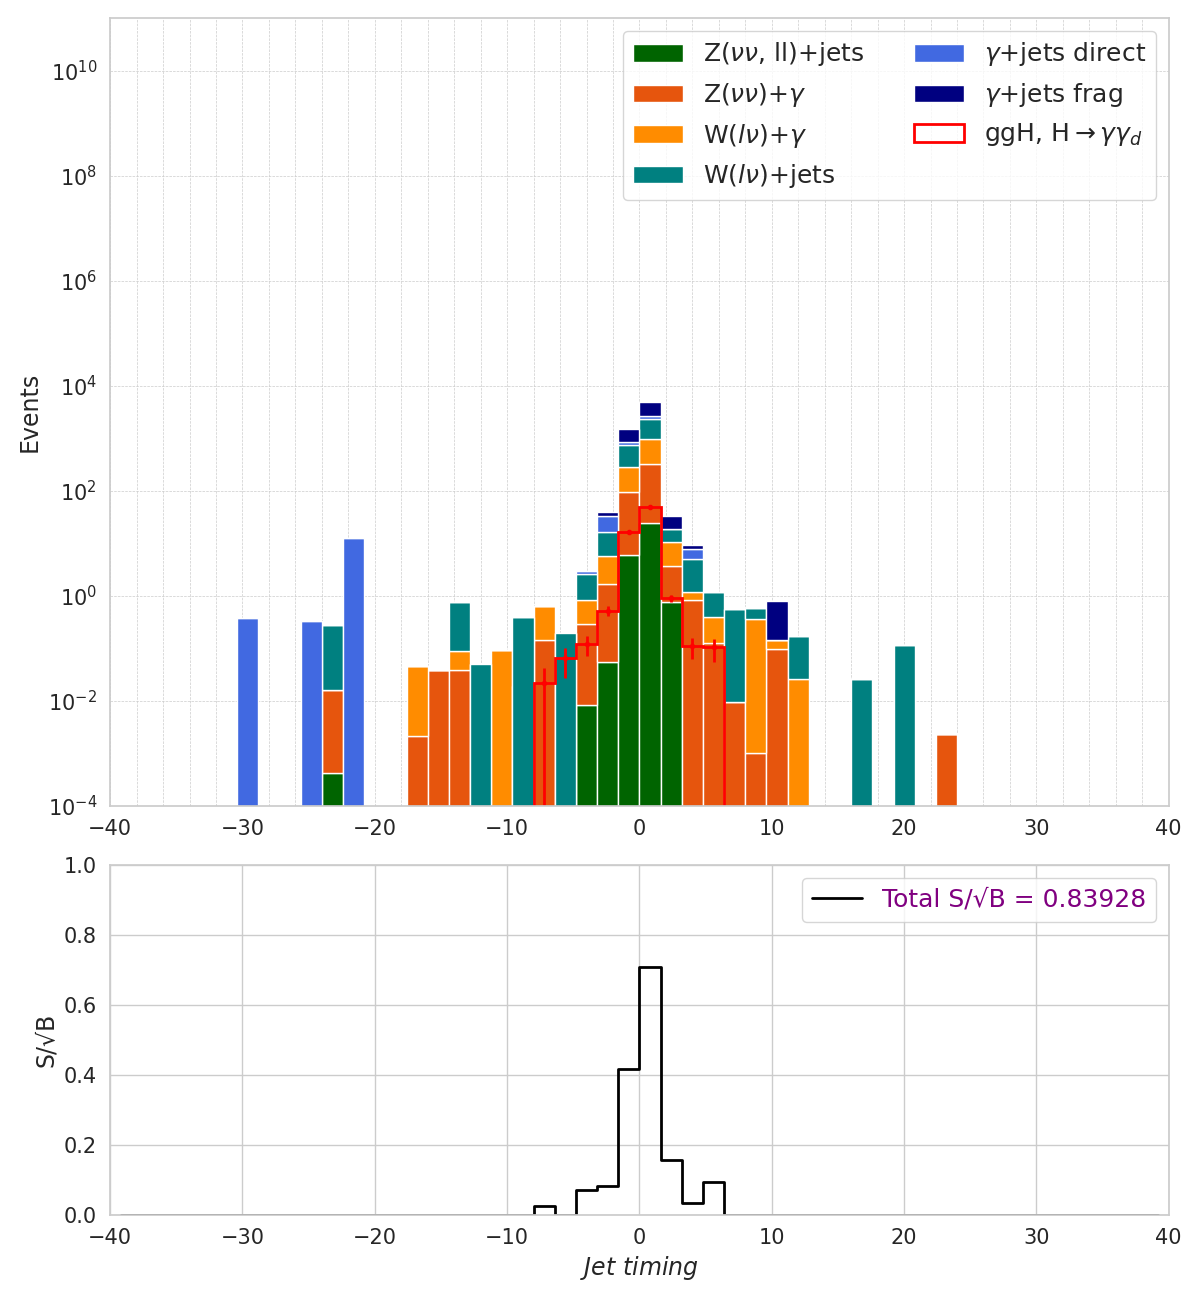 Z(νν, ll)+jets
Z(νν)+γ
W(lν)+γ
W(lν)+jets
γ+jets direct
γ+jets frag
ggH, H→γγ_d
Events
10^10
10^8
10^6
10^4
10^2
10^0
10^−2
10^−4
−40 −30 −20 −10 0 10 20 30 40
Total S/√B = 0.83928
S/√B
1.0
0.8
0.6
0.4
0.2
0.0
−40 −30 −20 −10 0 10 20 30 40
Jet timing